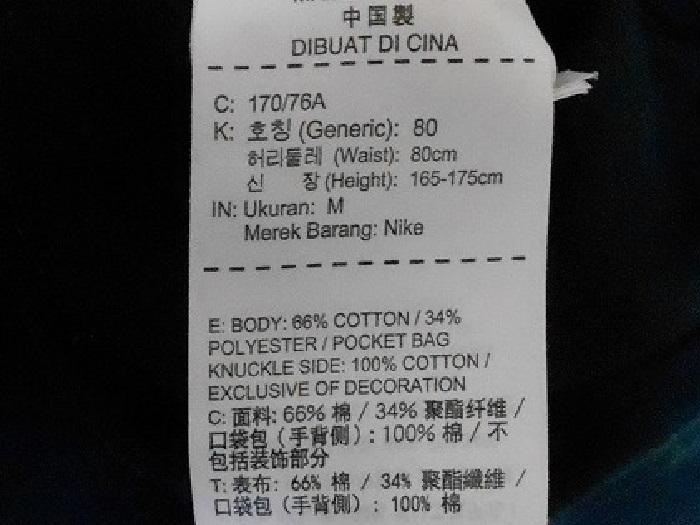 中国製
DIBUAT DI CINA
C: 170/76A
K: 호칭 (Generic): 80
허리둘레 (Waist): 80cm
신 장 (Height): 165-175cm
IN: Ukuran: M
Merek Barang: Nike
E: BODY: 66% COTTON / 34%
POLYESTER / POCKET BAG
KNUCKLE SIDE: 100% COTTON /
EXCLUSIVE OF DECORATION
C: 面料: 66% 棉 / 34% 聚酯纤维 /
口袋包 (手背侧) : 100% 棉 / 不
包括装饰部分
T: 表布: 66% 棉 / 34% 聚酯纖維 /
口袋包 (手背側) : 100% 棉